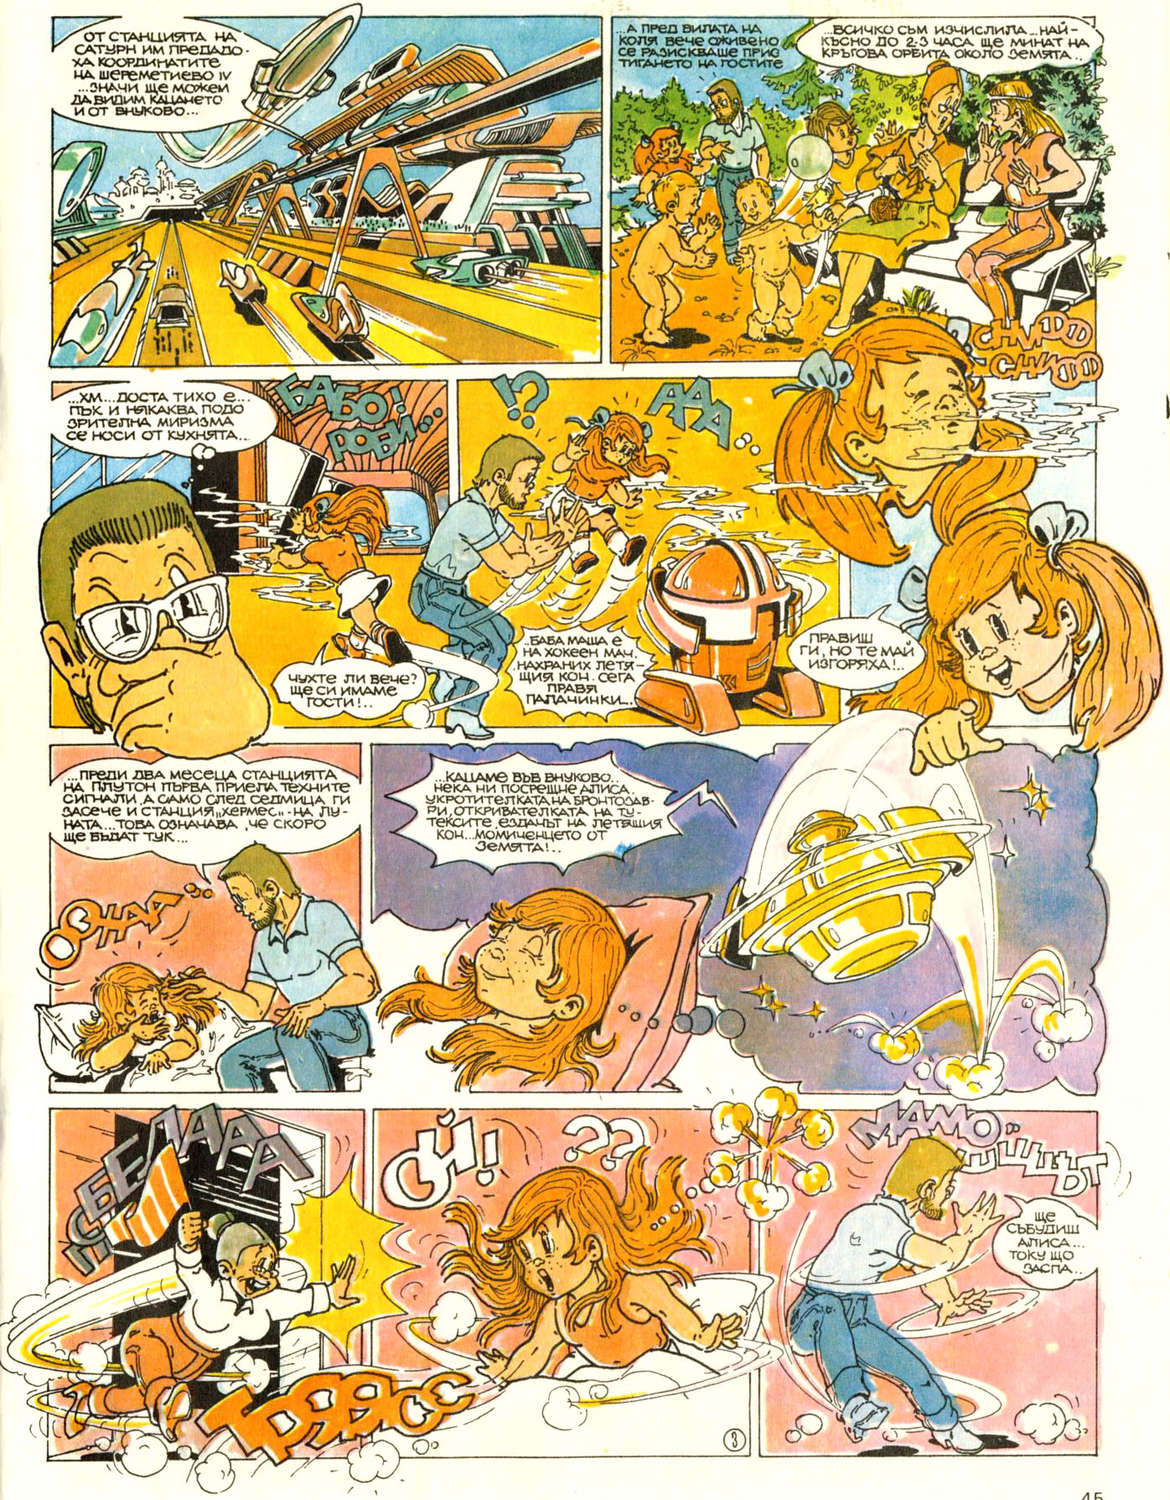 ОТ СТАНЦИЯТА НА
САТУРН ИМ ПРЕДАДО-
ХА КООРДИНАТИТЕ
НА ШЕРЕМЕТИЕВО IV
...ЗНАЧИ ЩЕ МОЖЕМ
ДА ВИДИМ КАЦАНЕТО
И ОТ ВНУКОВО...
...А ПРЕД ВИЛАТА НА
КОЛЯ ВЕЧЕ ОЖИВЕНО
СЕ РАЗИСКВАШЕ ПРИС
ТИГАНЕТО НА ГОСТИТЕ
...ВСИЧКО СЪМ ИЗЧИСЛИЛА...НАЙ-
КЪСНО ДО 2-3 ЧАСА ЩЕ МИНАТ НА
КРЪГОВА ОРБИТА ОКОЛО ЗЕМЯТА...
СНИФФ
-СНИФФ
...ХМ...ДОСТА ТИХО Е...
ПЪК И НЯКАКВА ПОДО
ЗРИТЕЛНА МИРИЗМА
СЕ НОСИ ОТ КУХНЯТА...
БАБО!
РОБИ...
!?
ААА
ЧУХТЕ ЛИ ВЕЧЕ?
ЩЕ СИ ИМАМЕ
ГОСТИ!..
...БАБА МАША Е
НА ХОКЕЕН МАЧ.
НАХРАНИХ ЛЕТЯ-
ЩИЯ КОН. СЕГА
ПРАВЯ
ПАЛАЧИНКИ...
ПРАВИШ
ГИ, НО ТЕ МАЙ
ИЗГОРЯХА!..
...ПРЕДИ ДВА МЕСЕЦА СТАНЦИЯТА
НА ПЛУТОН ПЪРВА ПРИЕЛА ТЕХНИТЕ
СИГНАЛИ, А САМО СЛЕД СЕДМИЦА ГИ
ЗАСЕЧЕ И СТАНЦИЯ „ХЕРМЕС„ НА ЛУ-
НАТА...ТОВА ОЗНАЧАВА, ЧЕ СКОРО
ЩЕ БЪДАТ ТУК...
...КАЦАМЕ ВЪВ ВНУКОВО...
НЕКА НИ ПОСРЕЩНЕ АЛИСА,
УКРОТИТЕЛКАТА НА БРОНТОЗАВ-
РИ, ОТКРИВАТЕЛКАТА НА ТУ-
ТЕКСИТЕ ЕЗДАЧЪТ НА ЛЕТЯЩИЯ
КОН...МОМИЧЕНЦЕТО ОТ
ЗЕМЯТА!..
ПОБЕДАААА
ОЙ!
??
МАМО
ШШШЪТ
ЩЕ
СЪБУДИШ
АЛИСА...
ТОКУ ЩО
ЗАСПА...
ТРЯЯЯССС
3
45